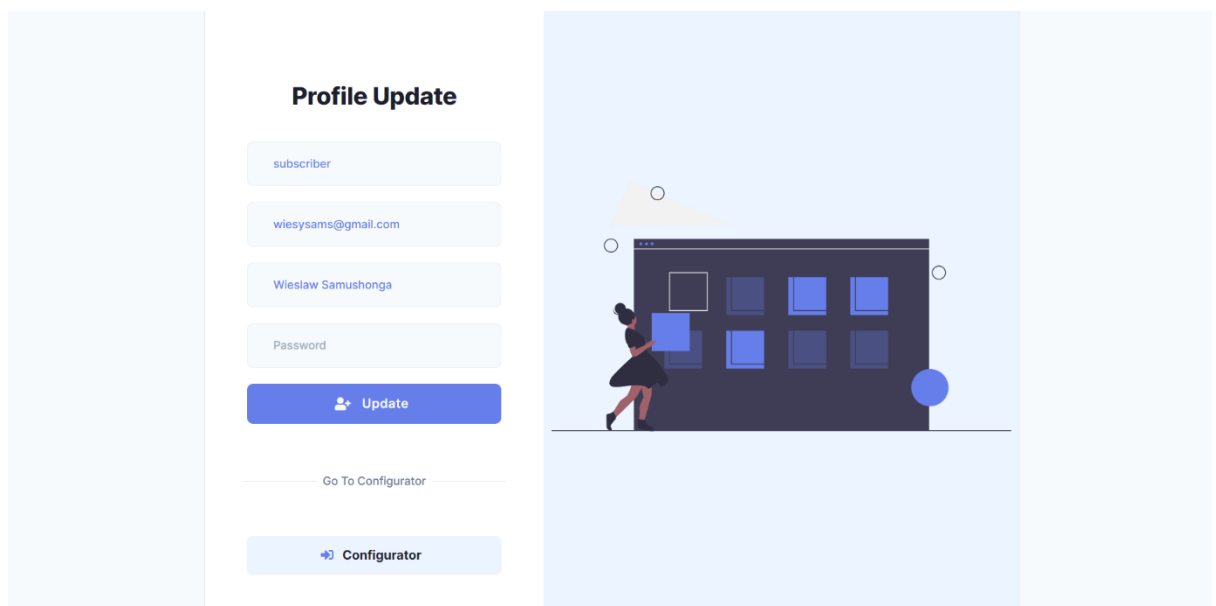 Profile Update
subscriber
wiesysams@gmail.com
Wieslaw Samushonga
Password
Update
Go To Configurator
Configurator